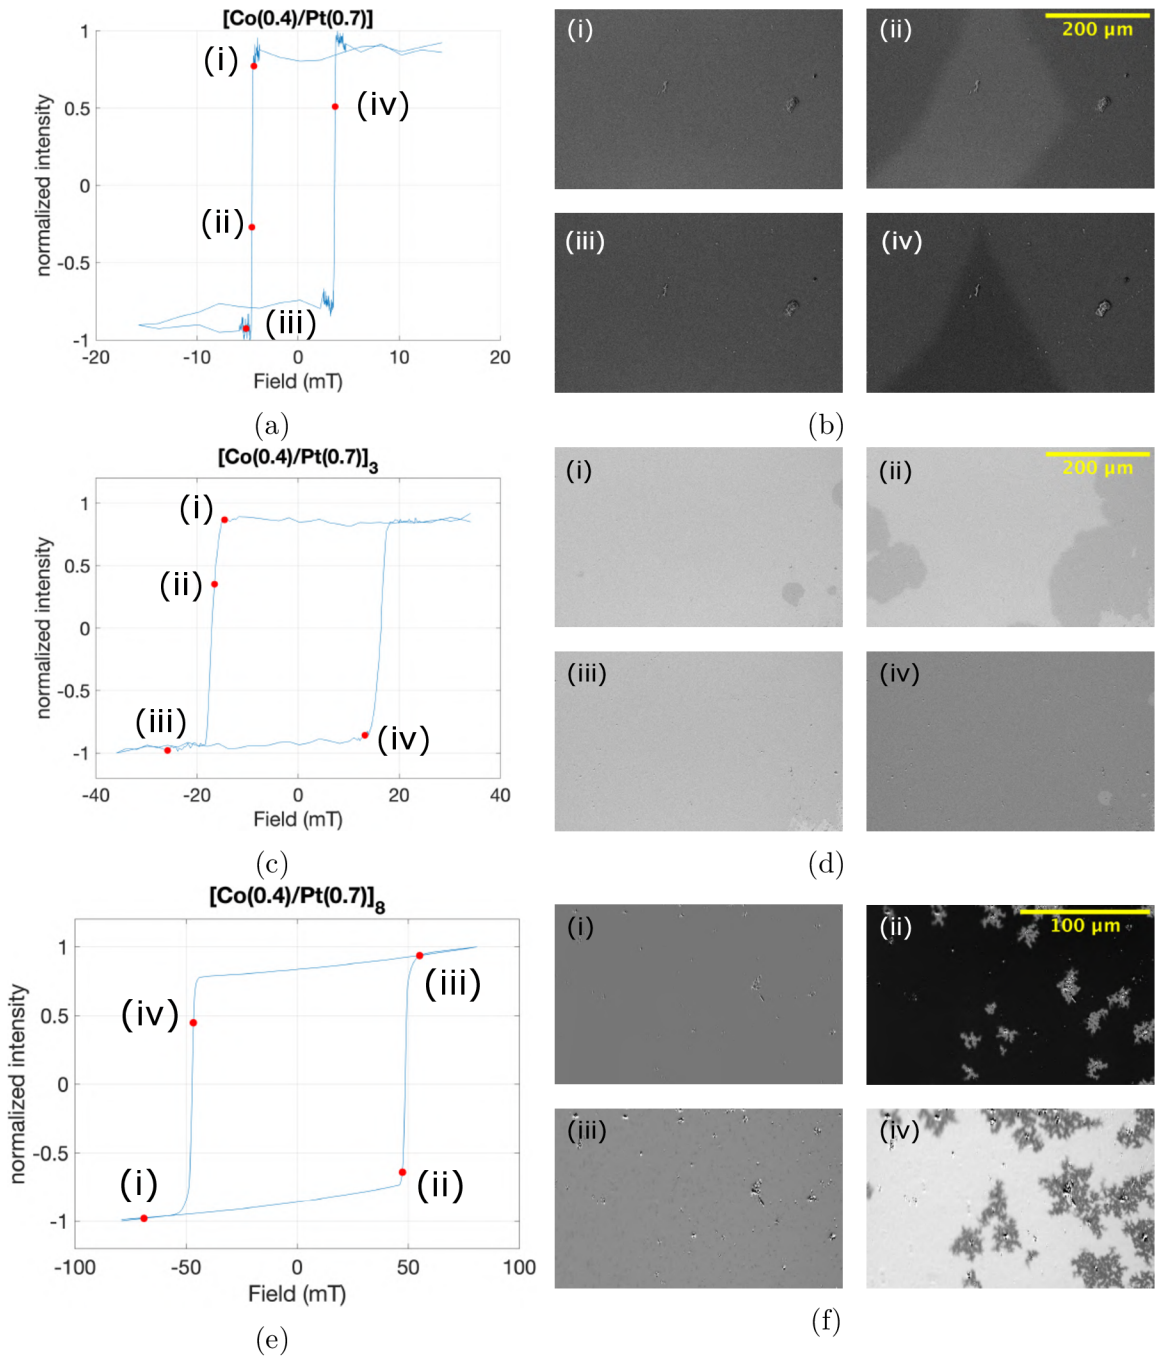 [Co(0.4)/Pt(0.7)]
normalized intensity
1
0.5
0
-0.5
-1
-20
-10
0
10
20
Field (mT)
(i)
(ii)
(iii)
(iv)
(a)
(i)
(ii)
200 μm
(iii)
(iv)
(b)
[Co(0.4)/Pt(0.7)]3
normalized intensity
1
0.5
0
-0.5
-1
-40
-20
0
20
40
Field (mT)
(i)
(ii)
(iii)
(iv)
(c)
(i)
(ii)
200 μm
(iii)
(iv)
(d)
[Co(0.4)/Pt(0.7)]8
normalized intensity
1
0.5
0
-0.5
-1
-100
-50
0
50
100
Field (mT)
(iv)
(iii)
(i)
(ii)
(e)
(i)
(ii)
100 μm
(iii)
(iv)
(f)